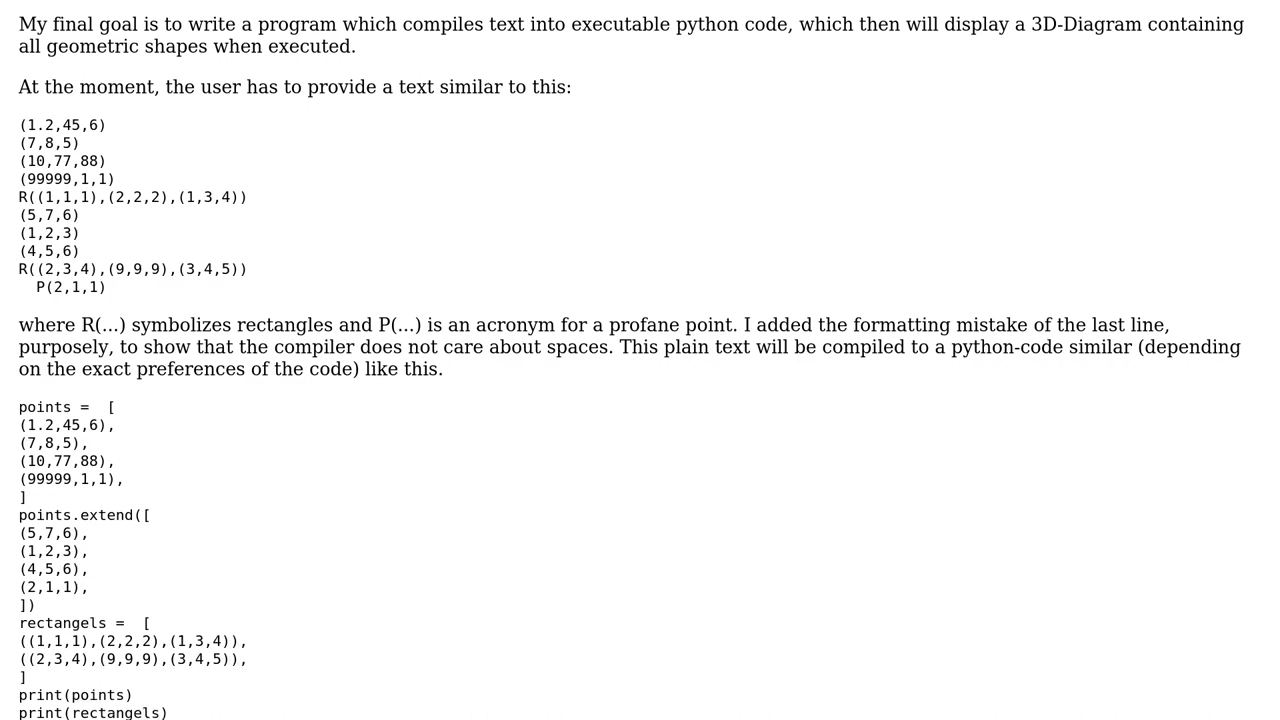 My final goal is to write a program which compiles text into executable python code, which then will display a 3D-Diagram containing
all geometric shapes when executed.
At the moment, the user has to provide a text similar to this:
(1.2,45,6)
(7,8,5)
(10,77,88)
(99999,1,1)
R((1,1,1),(2,2,2),(1,3,4))
(5,7,6)
(1,2,3)
(4,5,6)
R((2,3,4),(9,9,9),(3,4,5))
  P(2,1,1)
where R(...) symbolizes rectangles and P(...) is an acronym for a profane point. I added the formatting mistake of the last line,
purposely, to show that the compiler does not care about spaces. This plain text will be compiled to a python-code similar (depending
on the exact preferences of the code) like this.
points =  [
(1.2,45,6),
(7,8,5),
(10,77,88),
(99999,1,1),
]
points.extend([
(5,7,6),
(1,2,3),
(4,5,6),
(2,1,1),
])
rectangels =  [
((1,1,1),(2,2,2),(1,3,4)),
((2,3,4),(9,9,9),(3,4,5)),
]
print(points)
print(rectangels)